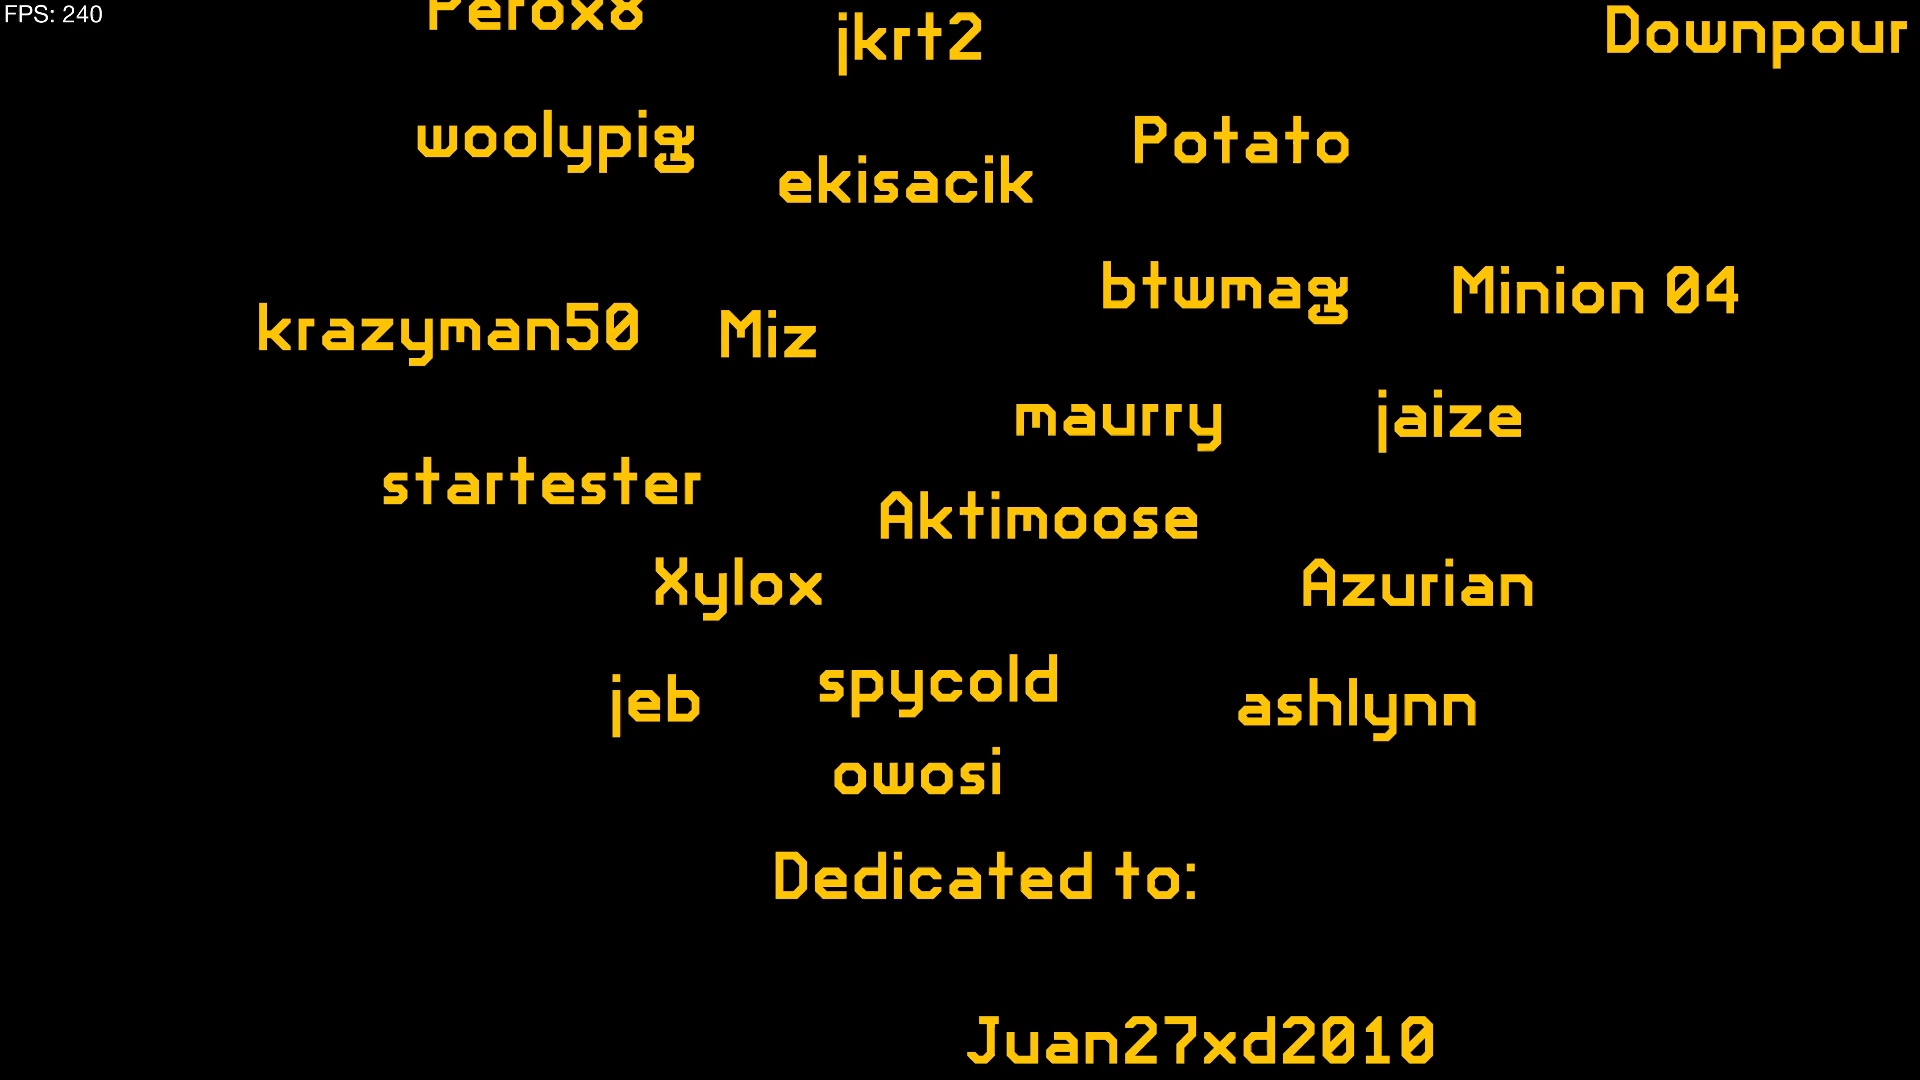 FPS: 240
Perox8
jkrt2
Downpour
woolypig
ekisacik
Potato
krazyman50
Miz
btwmag
Minion 04
maurry
jaize
startester
Aktimoose
Xylox
Azurian
jeb
spycold
ashlynn
owosi
Dedicated to:
Juan27xd2010